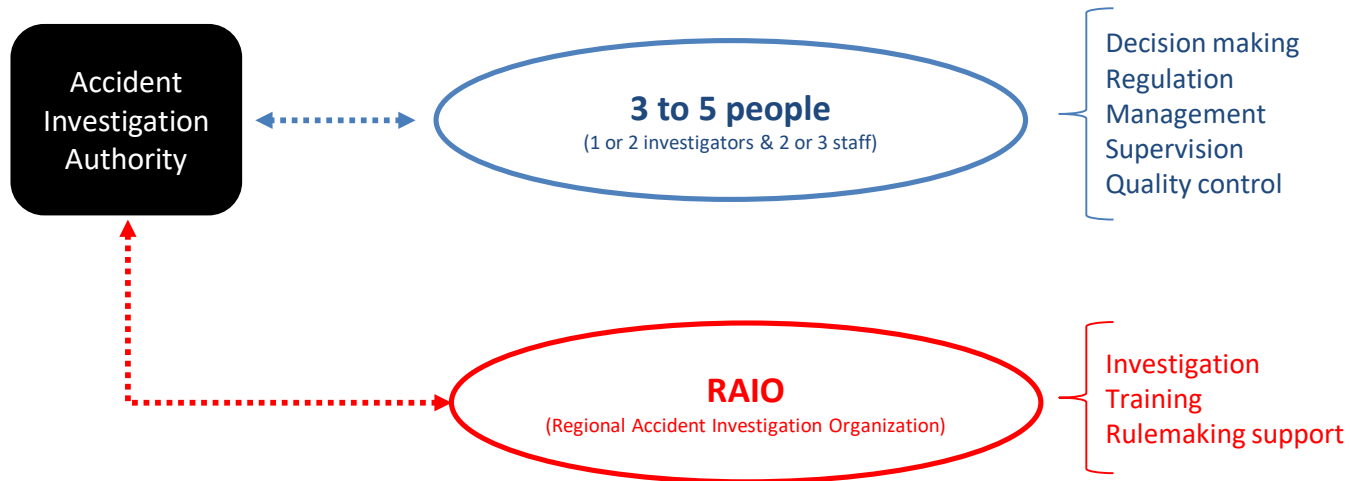 Accident
Investigation
Authority
3 to 5 people
(1 or 2 investigators & 2 or 3 staff)
Decision making
Regulation
Management
Supervision
Quality control
RAIO
(Regional Accident Investigation Organization)
Investigation
Training
Rulemaking support